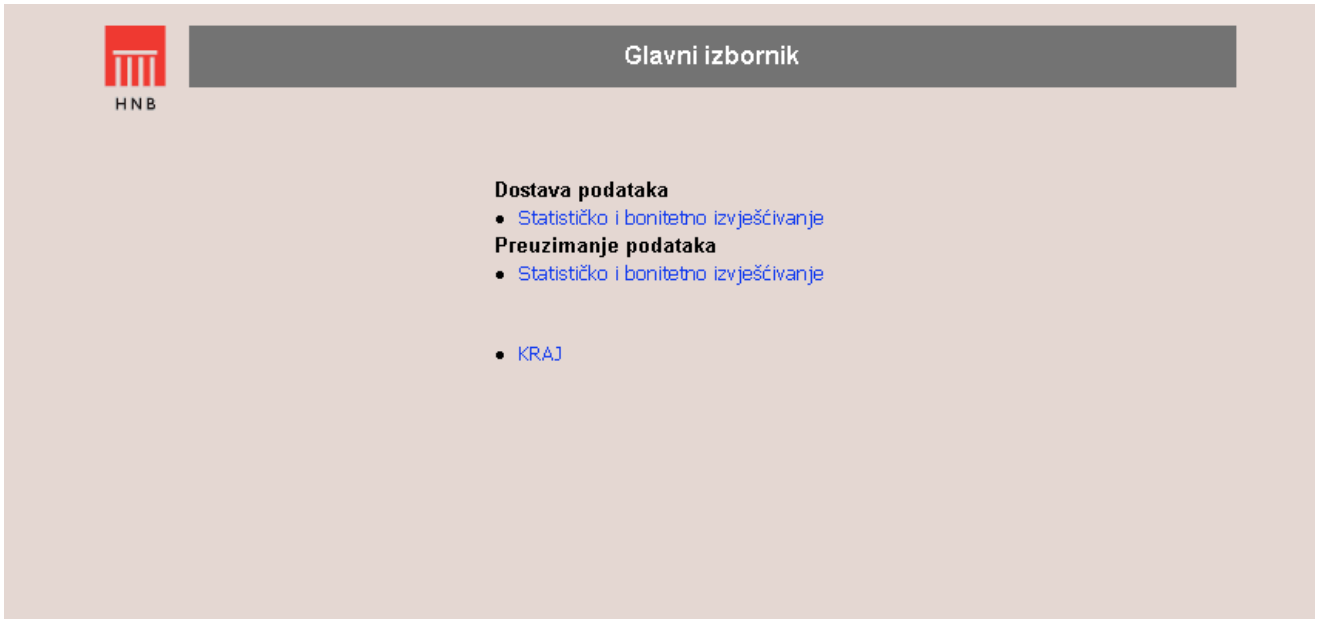 Glavni izbornik
HNB
Dostava podataka
• Statističko i bonitetno izvješćivanje
Preuzimanje podataka
• Statističko i bonitetno izvješćivanje
• KRAJ